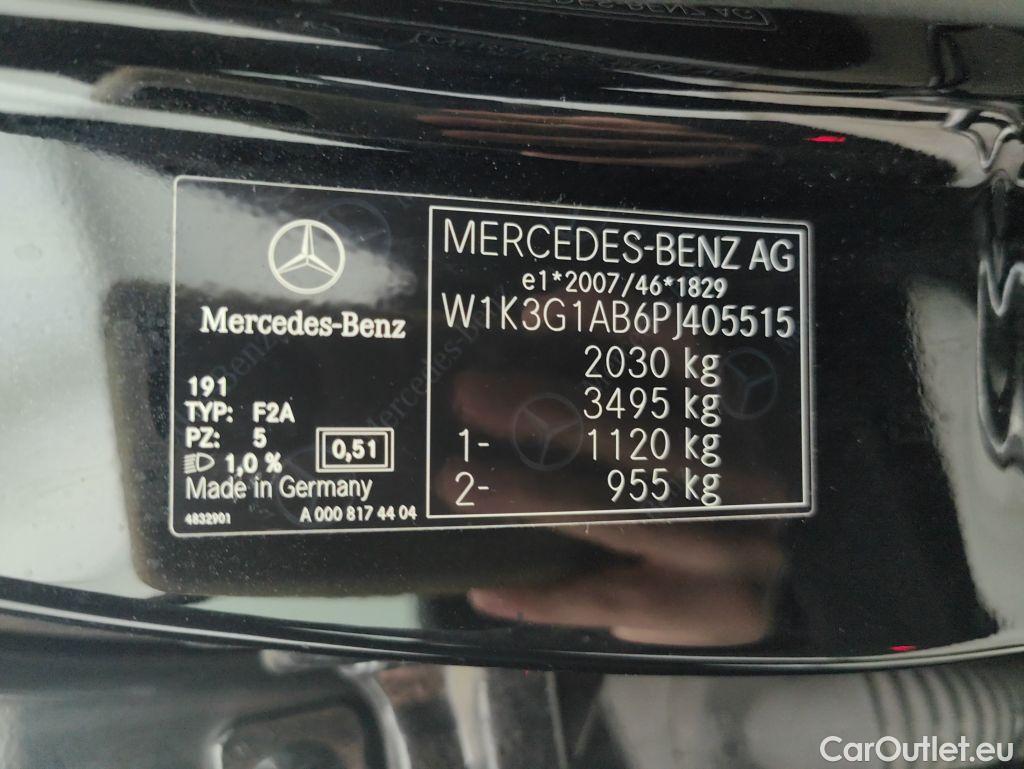 Mercedes-Benz
191
TYP: F2A
PZ: 5
1,0 %
0,51
Made in Germany
4832901
A 000 817 44 04
MERCEDES-BENZ AG
e1*2007/46*1829
W1K3G1AB6PJ405515
2030 kg
3495 kg
1- 1120 kg
2- 955 kg
CarOutlet.eu